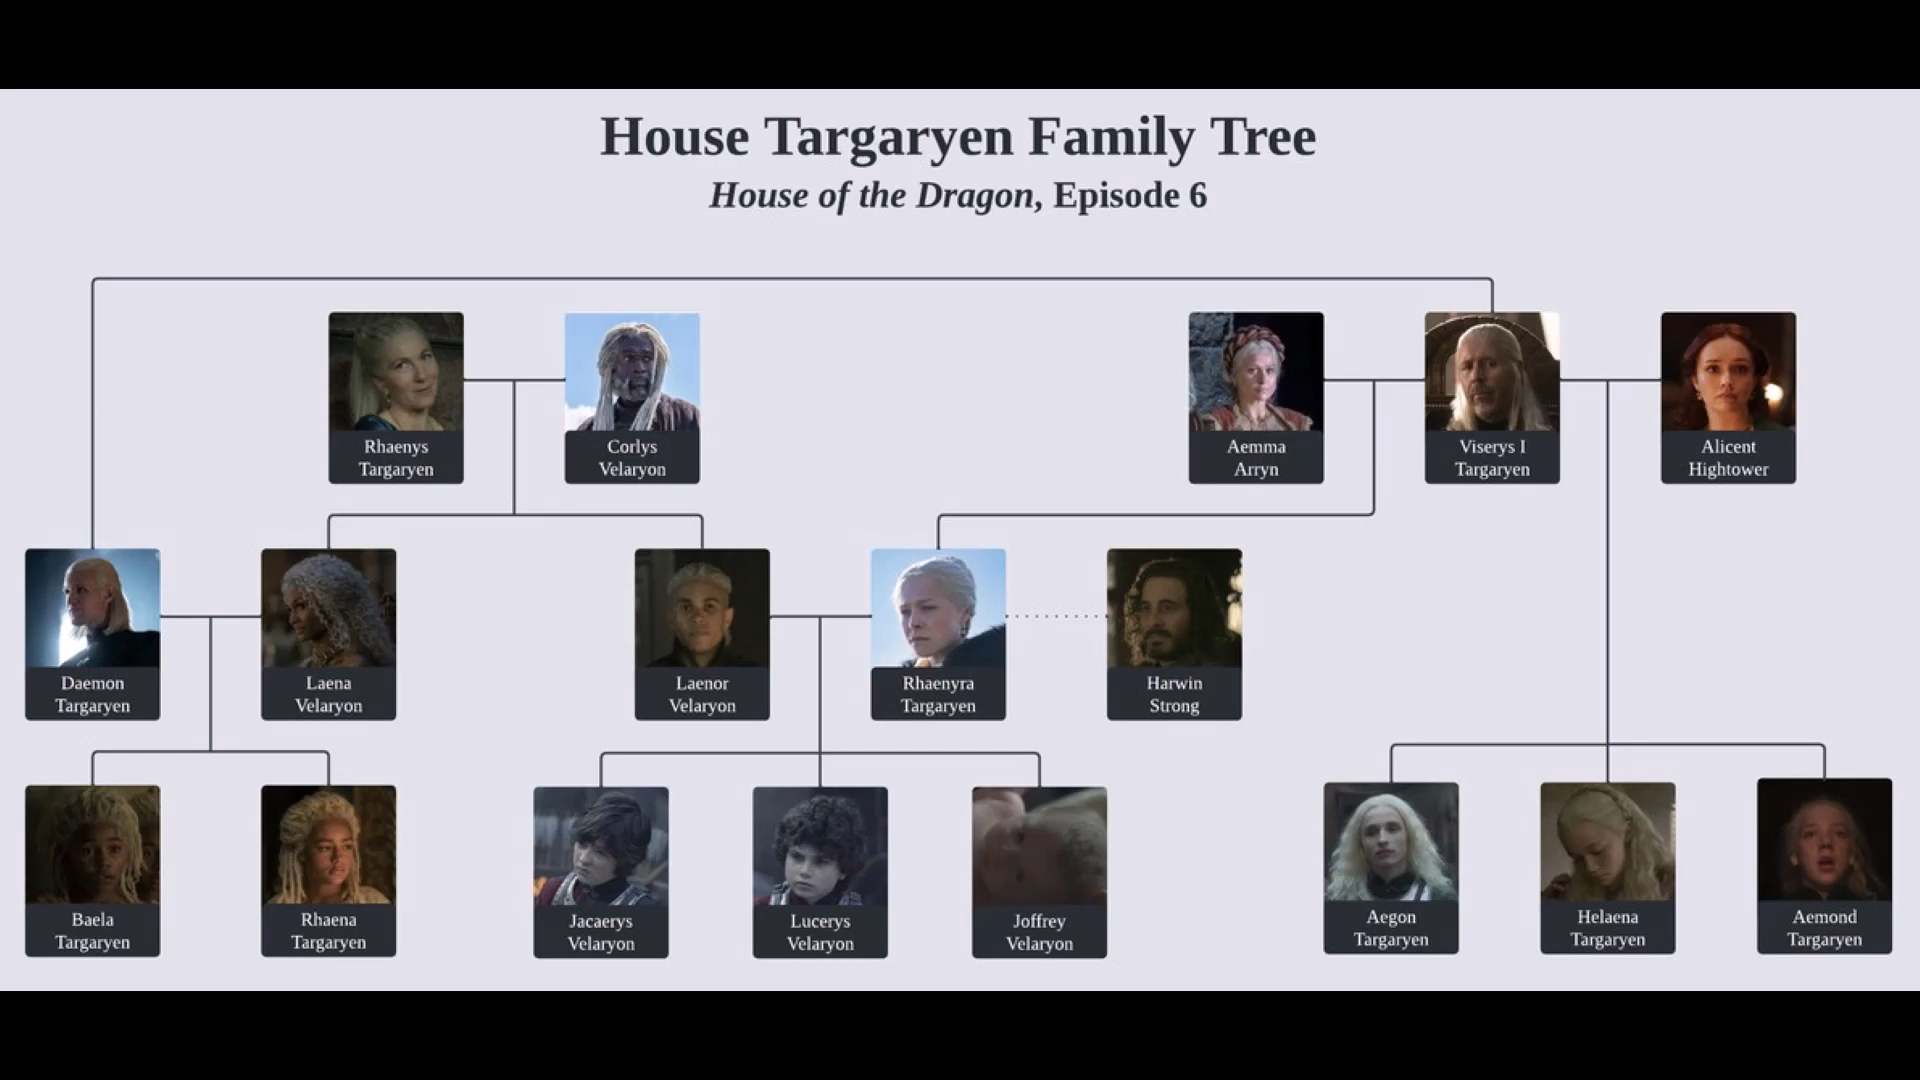 House Targaryen Family Tree
House of the Dragon, Episode 6
Rhaenys
Targaryen
Corlys
Velaryon
Aemma
Arryn
Viserys I
Targaryen
Alicent
Hightower
Daemon
Targaryen
Laena
Velaryon
Laenor
Velaryon
Rhaenyra
Targaryen
Harwin
Strong
Baela
Targaryen
Rhaena
Targaryen
Jacaerys
Velaryon
Lucerys
Velaryon
Joffrey
Velaryon
Aegon
Targaryen
Helaena
Targaryen
Aemond
Targaryen